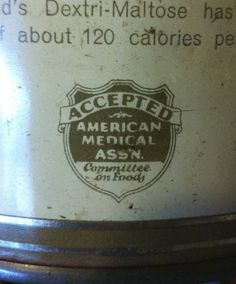 d's Dextri-Maltose has
f about 120 calories pe
ACCEPTED
AMERICAN
MEDICAL
ASS'N.
Committee
on Foods